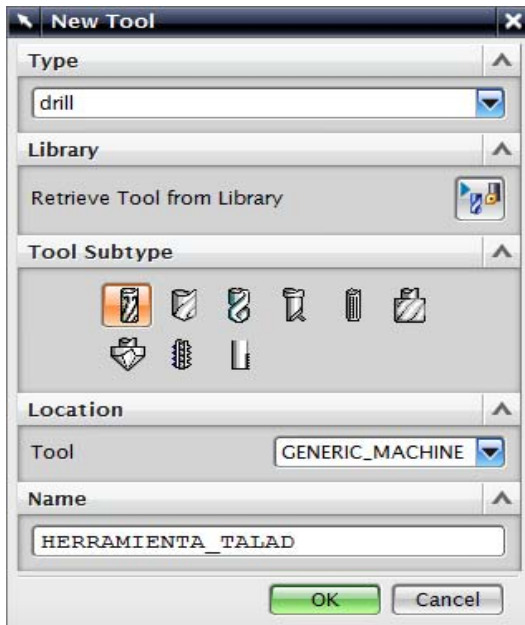 New Tool
Type
drill
Library
Retrieve Tool from Library
Tool Subtype
Location
Tool GENERIC_MACHINE
Name
HERRAMIENTA_TALAD
OK Cancel